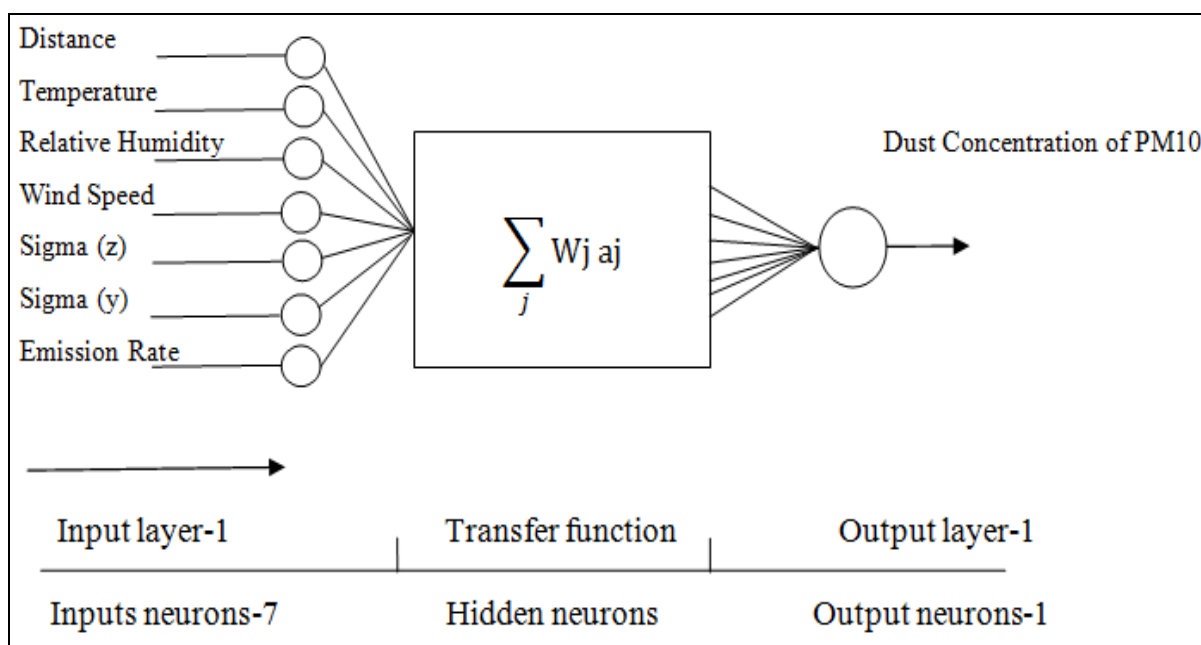 Distance
Temperature
Relative Humidity
Wind Speed
Sigma (z)
Sigma (y)
Emission Rate
∑ Wj aj
j
Dust Concentration of PM10
Input layer-1 Transfer function Output layer-1
Inputs neurons-7 Hidden neurons Output neurons-1